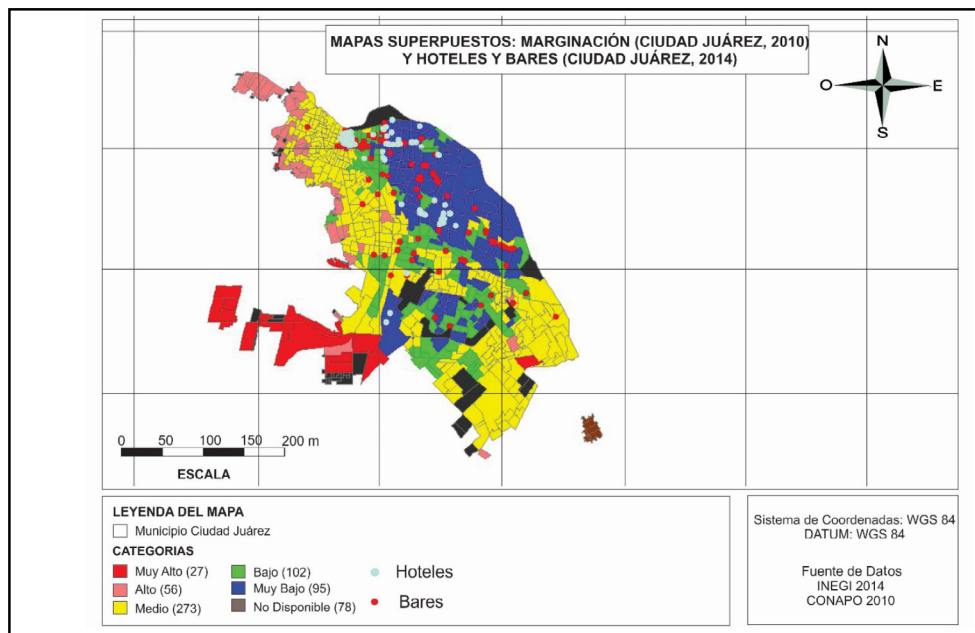 MAPAS SUPERPUESTOS: MARGINACIÓN (CIUDAD JUÁREZ, 2010)
Y HOTELES Y BARES (CIUDAD JUÁREZ, 2014)
N
O
E
S
0 50 100 150 200 m
ESCALA
LEYENDA DEL MAPA
Municipio Ciudad Juárez
CATEGORIAS
Muy Alto (27)
Alto (56)
Medio (273)
Bajo (102)
Muy Bajo (95)
No Disponible (78)
Hoteles
Bares
Sistema de Coordenadas: WGS 84
DATUM: WGS 84
Fuente de Datos
INEGI 2014
CONAPO 2010